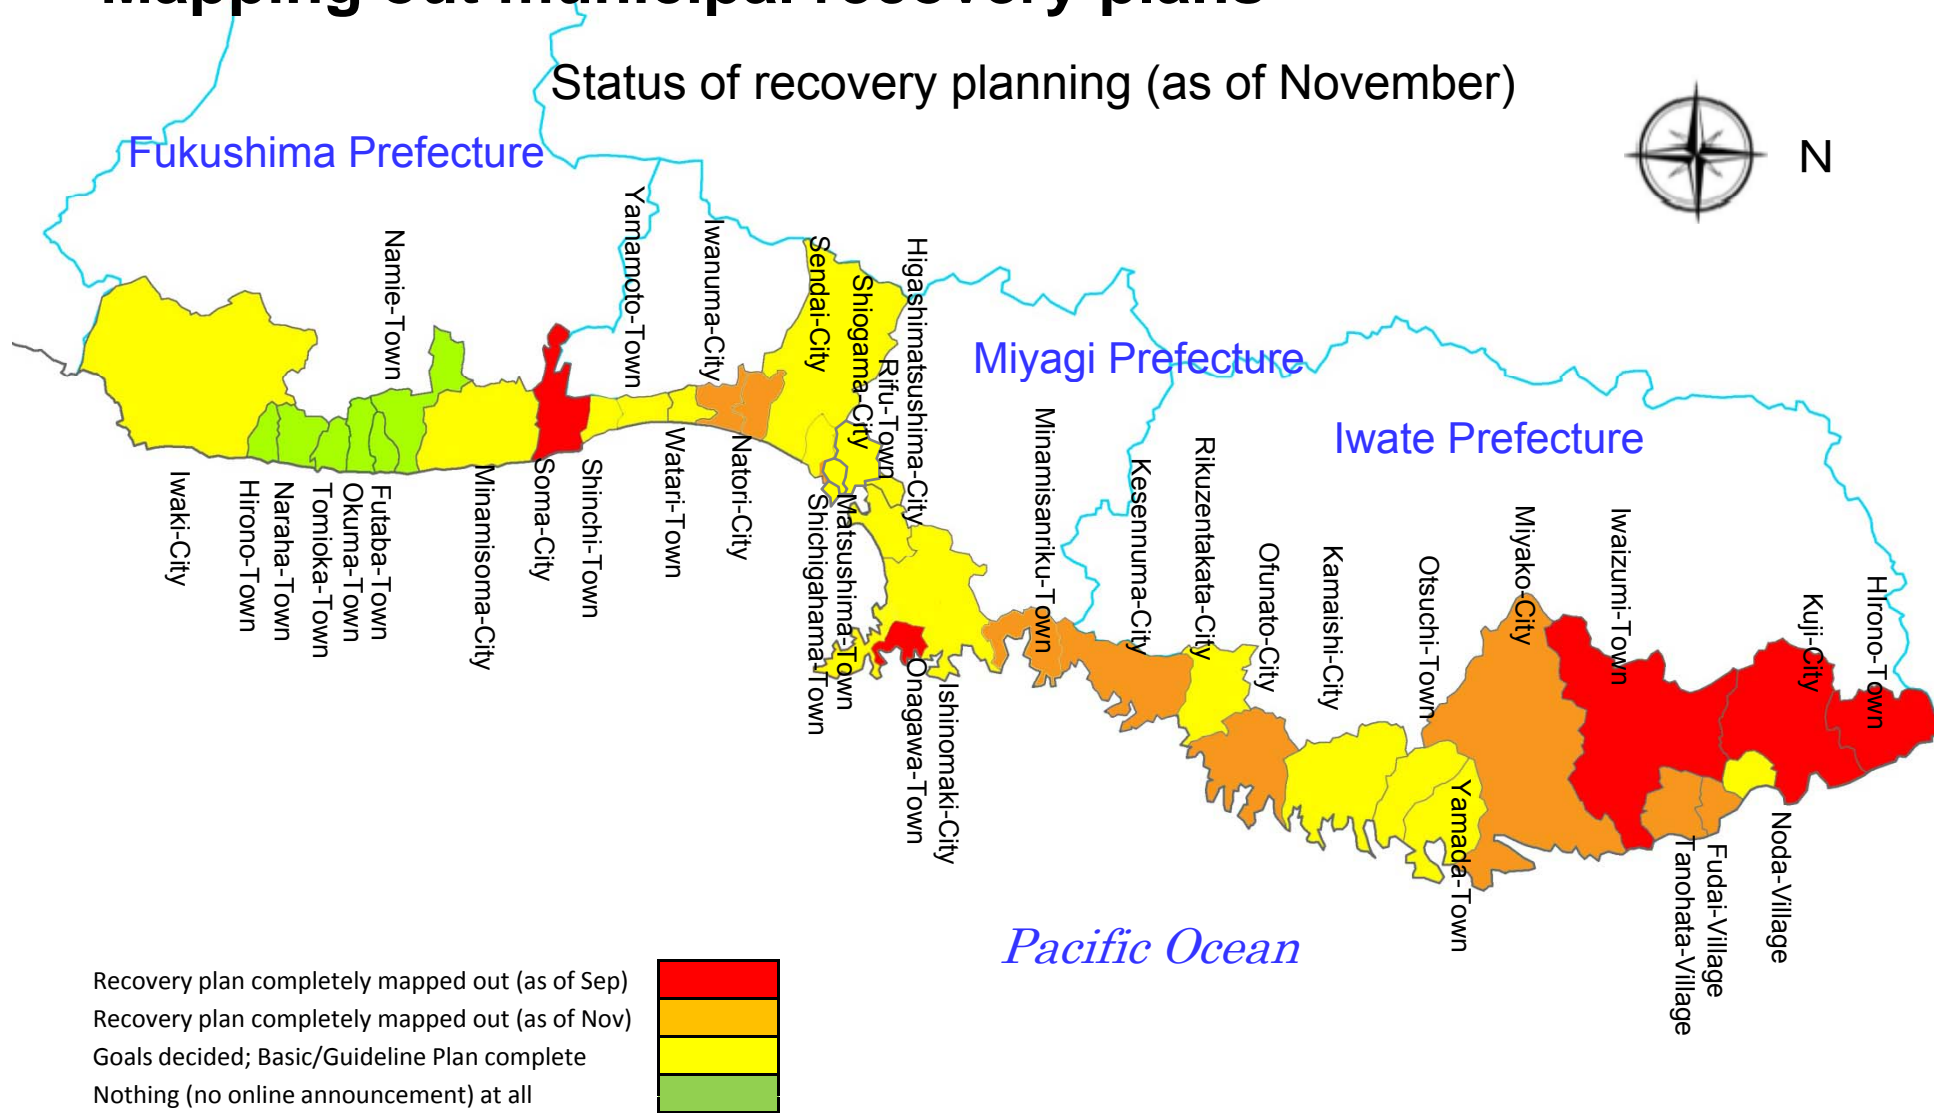 Mapping out municipal recovery plans
Status of recovery planning (as of November)
N
Fukushima Prefecture
Miyagi Prefecture
Iwate Prefecture
Namie-Town
Yamamoto-Town
Iwanuma-City
Sendai-City
Shiogama-City
Rifu-Town
Higashimatsushima-City
Minamisanriku-Town
Kesennuma-City
Rikuzentakata-City
Ofunato-City
Kamaishi-City
Otsuchi-Town
Miyako-City
Iwaizumi-Town
Kuji-City
HIrono-Town
Iwaki-City
Hirono-Town
Naraha-Town
Tomioka-Town
Okuma-Town
Futaba-Town
Minamisoma-City
Soma-City
Shinchi-Town
Watari-Town
Natori-City
Shichigahama-Town
Matsushima-Town
Onagawa-Town
Ishinomaki-City
Yamada-Town
Tanohata-Village
Fudai-Village
Noda-Village
Pacific Ocean
Recovery plan completely mapped out (as of Sep)
Recovery plan completely mapped out (as of Nov)
Goals decided; Basic/Guideline Plan complete
Nothing (no online announcement) at all